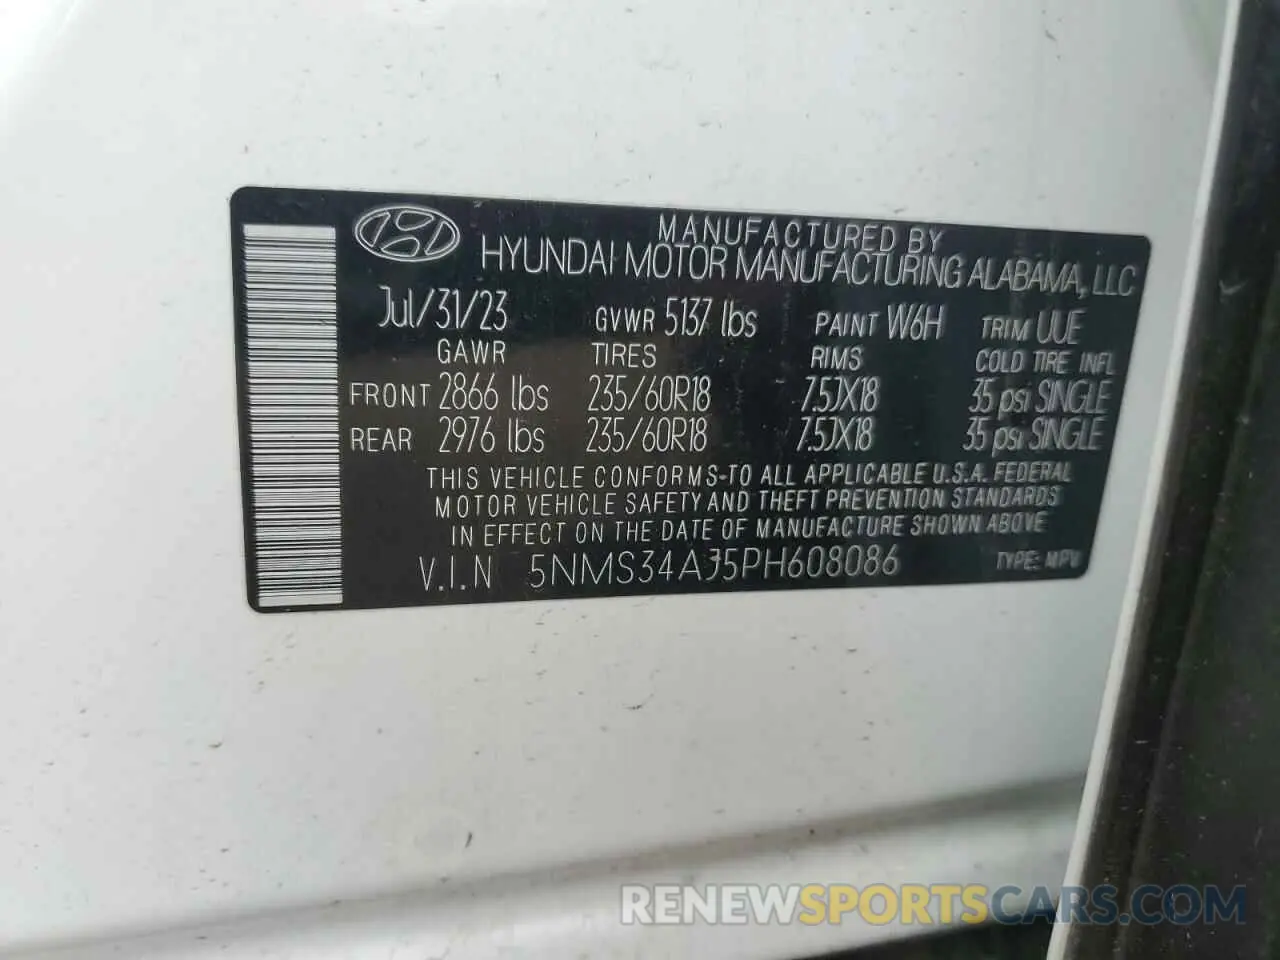 MANUFACTURED BY
HYUNDAI MOTOR MANUFACTURING ALABAMA, LLC
Jul/31/23 GVWR 5137 lbs PAINT W6H TRIM UUE
GAWR TIRES RIMS COLD TIRE INFL
FRONT 2866 lbs 235/60R18 7.5JX18 35 psi SINGLE
REAR 2976 lbs 235/60R18 7.5JX18 35 psi SINGLE
THIS VEHICLE CONFORMS-TO ALL APPLICABLE U.S.A. FEDERAL
MOTOR VEHICLE SAFETY AND THEFT PREVENTION STANDARDS
IN EFFECT ON THE DATE OF MANUFACTURE SHOWN ABOVE
V.I.N 5NMS34AJ5PH608086 TYPE: MPV
RENEWSPORTSCARS.COM